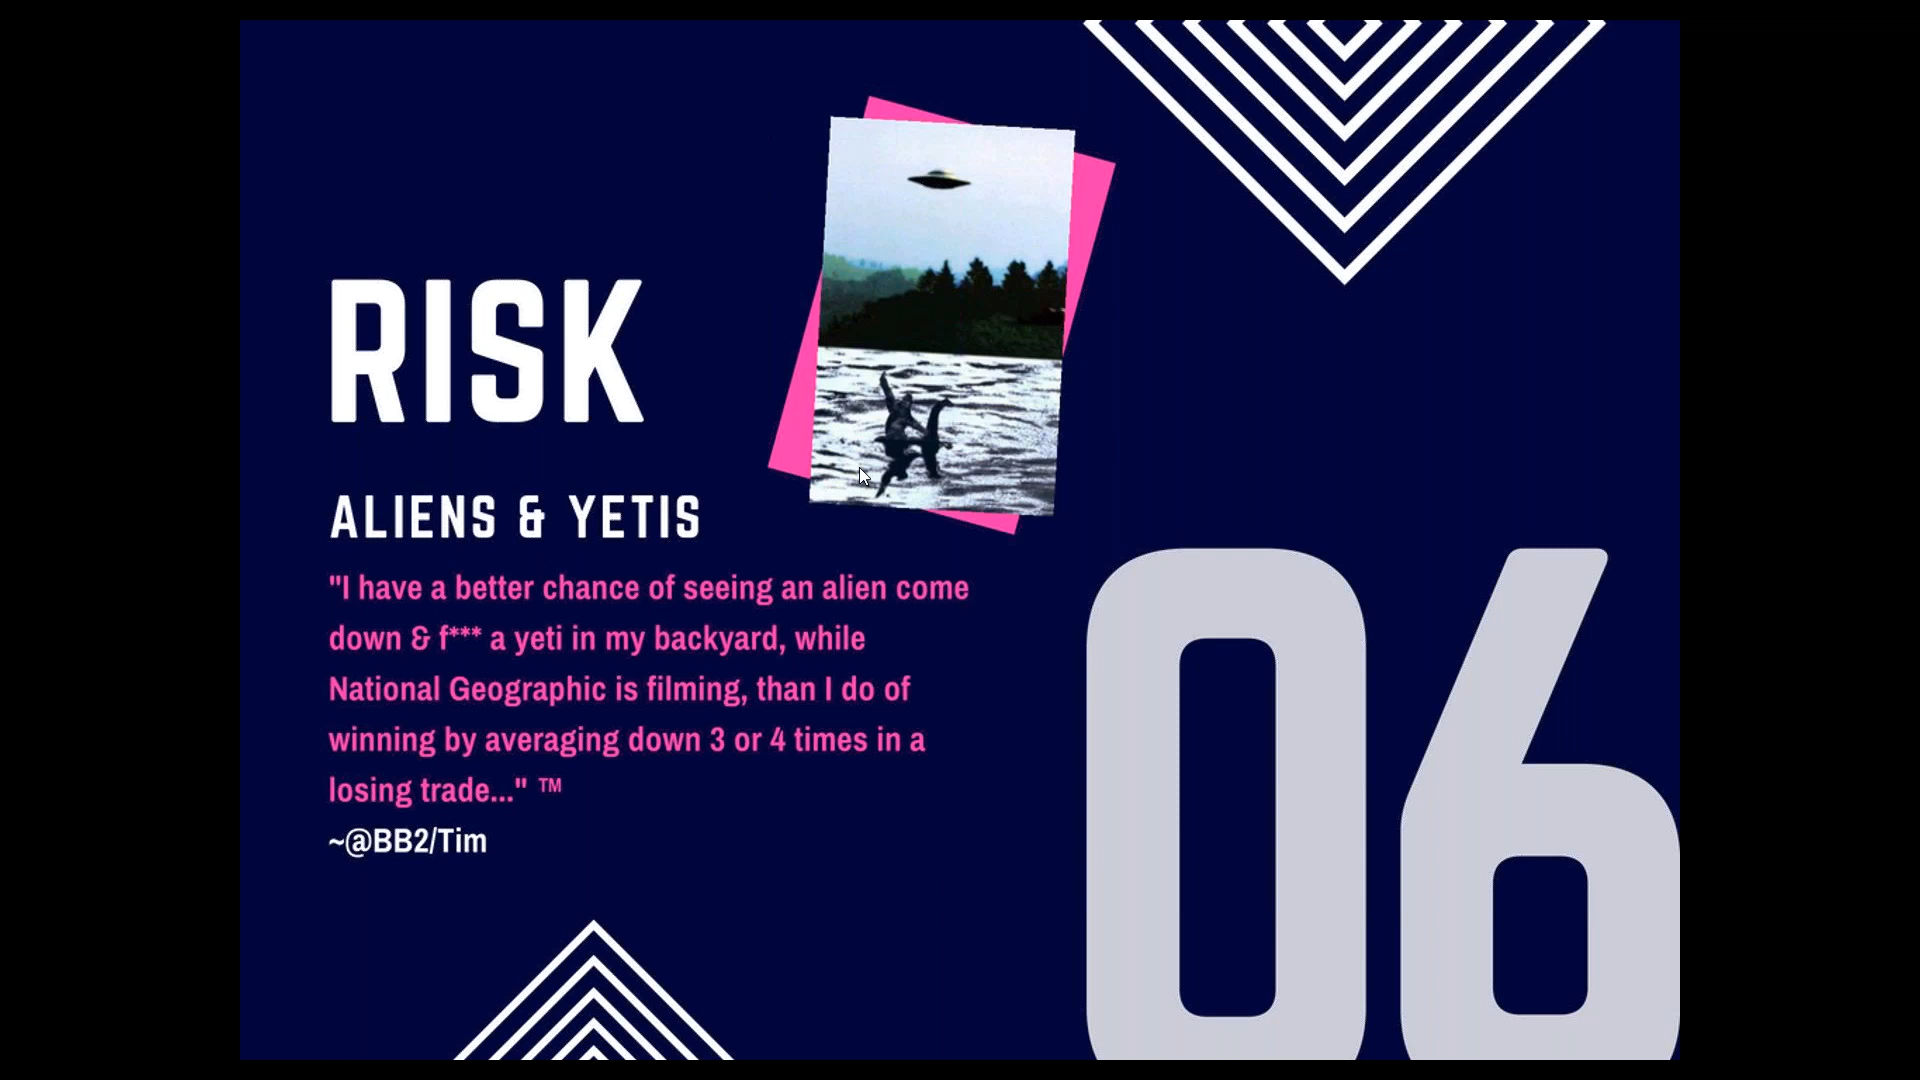 RISK
ALIENS & YETIS
"I have a better chance of seeing an alien come
down & f*** a yeti in my backyard, while
National Geographic is filming, than I do of
winning by averaging down 3 or 4 times in a
losing trade..." ™
~@BB2/Tim
06